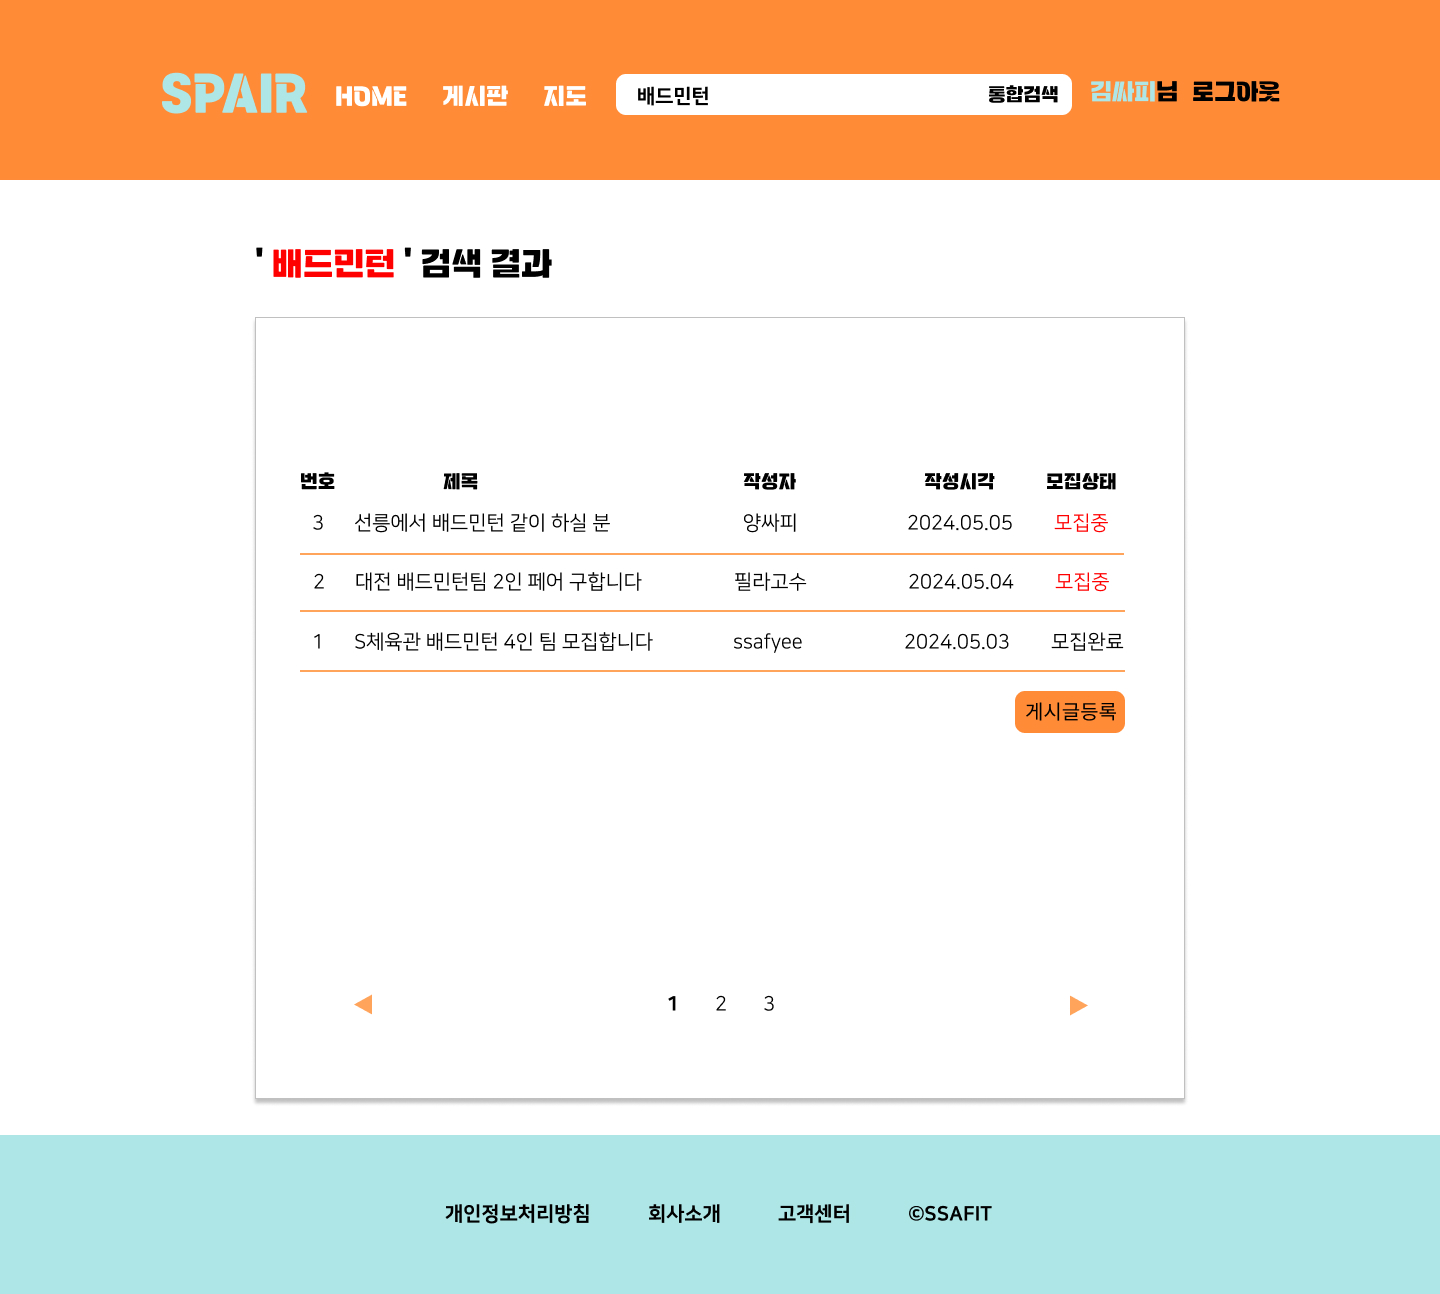 SPAIR HOME 게시판 지도 배드민턴 통합검색 김싸피님 로그아웃
' 배드민턴 ' 검색 결과
번호 제목 작성자 작성시각 모집상태
3 선릉에서 배드민턴 같이 하실 분 양싸피 2024.05.05 모집중
2 대전 배드민턴팀 2인 페어 구합니다 필라고수 2024.05.04 모집중
1 S체육관 배드민턴 4인 팀 모집합니다 ssafyee 2024.05.03 모집완료
게시글등록
1 2 3
개인정보처리방침 회사소개 고객센터 ©SSAFIT